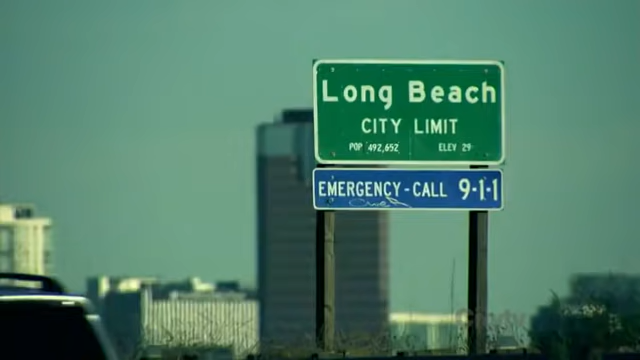 Long Beach
CITY LIMIT
POP 492,652 ELEV 29
EMERGENCY-CALL 9-1-1